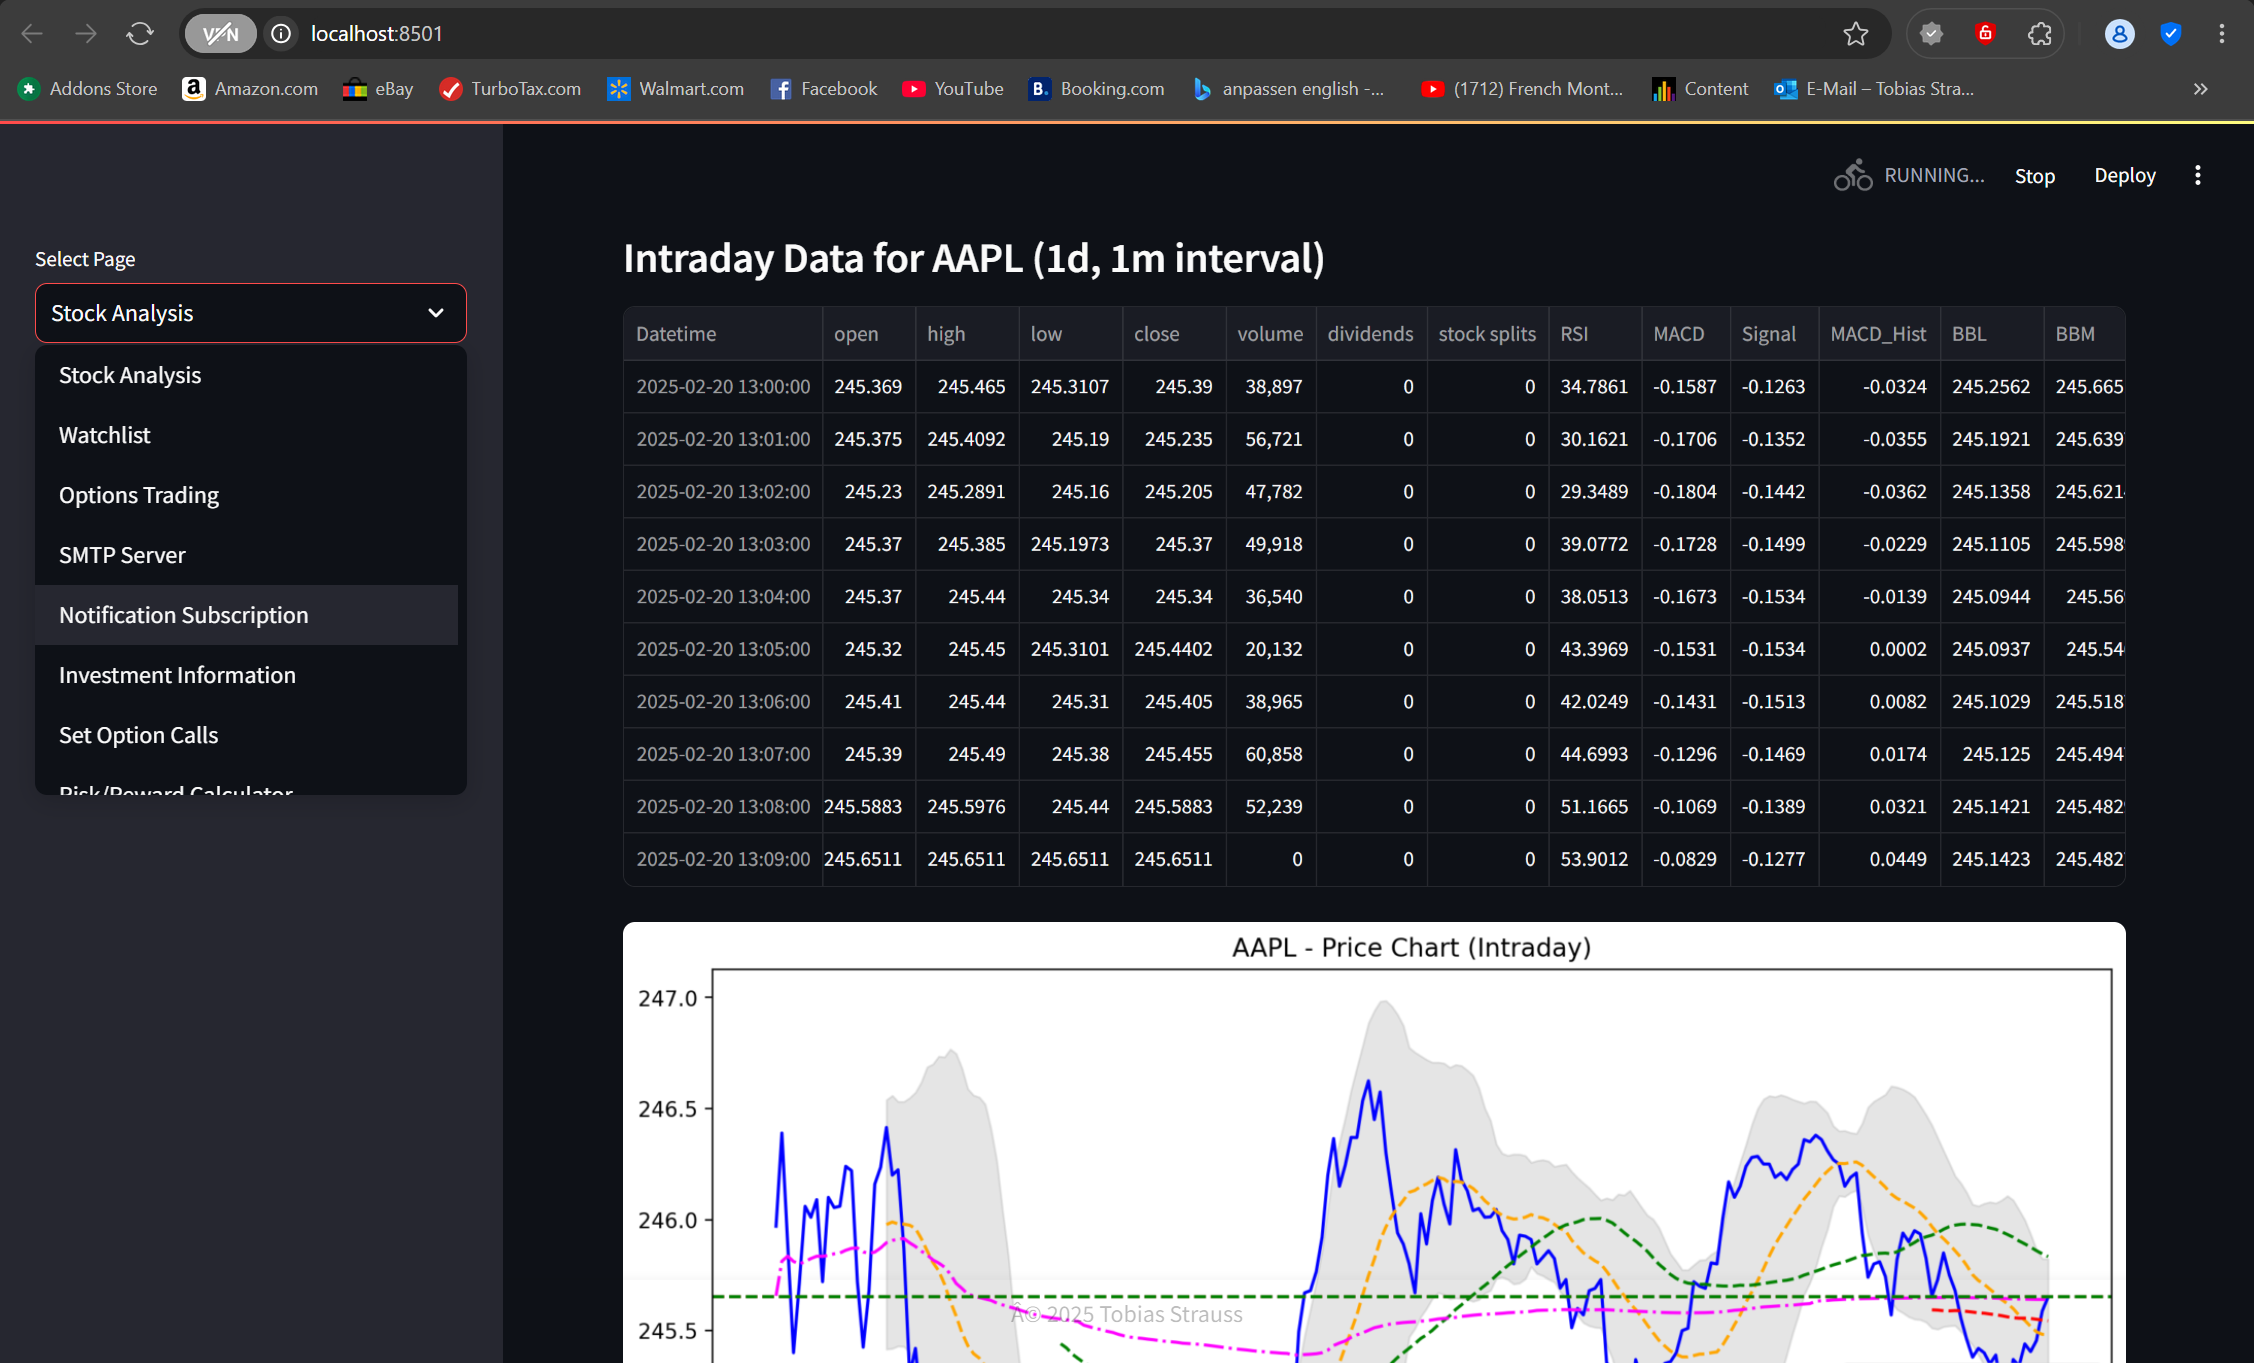 VPN localhost:8501
Addons Store Amazon.com eBay TurboTax.com Walmart.com Facebook YouTube Booking.com anpassen english -... (1712) French Mont... Content E-Mail – Tobias Stra...
RUNNING... Stop Deploy
Select Page
Stock Analysis
Stock Analysis
Watchlist
Options Trading
SMTP Server
Notification Subscription
Investment Information
Set Option Calls
Risk/Reward Calculator
Intraday Data for AAPL (1d, 1m interval)
Datetime open high low close volume dividends stock splits RSI MACD Signal MACD_Hist BBL BBM
2025-02-20 13:00:00 245.369 245.465 245.3107 245.39 38,897 0 0 34.7861 -0.1587 -0.1263 -0.0324 245.2562 245.665
2025-02-20 13:01:00 245.375 245.4092 245.19 245.235 56,721 0 0 30.1621 -0.1706 -0.1352 -0.0355 245.1921 245.639
2025-02-20 13:02:00 245.23 245.2891 245.16 245.205 47,782 0 0 29.3489 -0.1804 -0.1442 -0.0362 245.1358 245.621
2025-02-20 13:03:00 245.37 245.385 245.1973 245.37 49,918 0 0 39.0772 -0.1728 -0.1499 -0.0229 245.1105 245.598
2025-02-20 13:04:00 245.37 245.44 245.34 245.34 36,540 0 0 38.0513 -0.1673 -0.1534 -0.0139 245.0944 245.56
2025-02-20 13:05:00 245.32 245.45 245.3101 245.4402 20,132 0 0 43.3969 -0.1531 -0.1534 0.0002 245.0937 245.54
2025-02-20 13:06:00 245.41 245.44 245.31 245.405 38,965 0 0 42.0249 -0.1431 -0.1513 0.0082 245.1029 245.518
2025-02-20 13:07:00 245.39 245.49 245.38 245.455 60,858 0 0 44.6993 -0.1296 -0.1469 0.0174 245.125 245.494
2025-02-20 13:08:00 245.5883 245.5976 245.44 245.5883 52,239 0 0 51.1665 -0.1069 -0.1389 0.0321 245.1421 245.482
2025-02-20 13:09:00 245.6511 245.6511 245.6511 245.6511 0 0 0 53.9012 -0.0829 -0.1277 0.0449 245.1423 245.482
AAPL - Price Chart (Intraday)
247.0
246.5
246.0
245.5
Â© 2025 Tobias Strauss